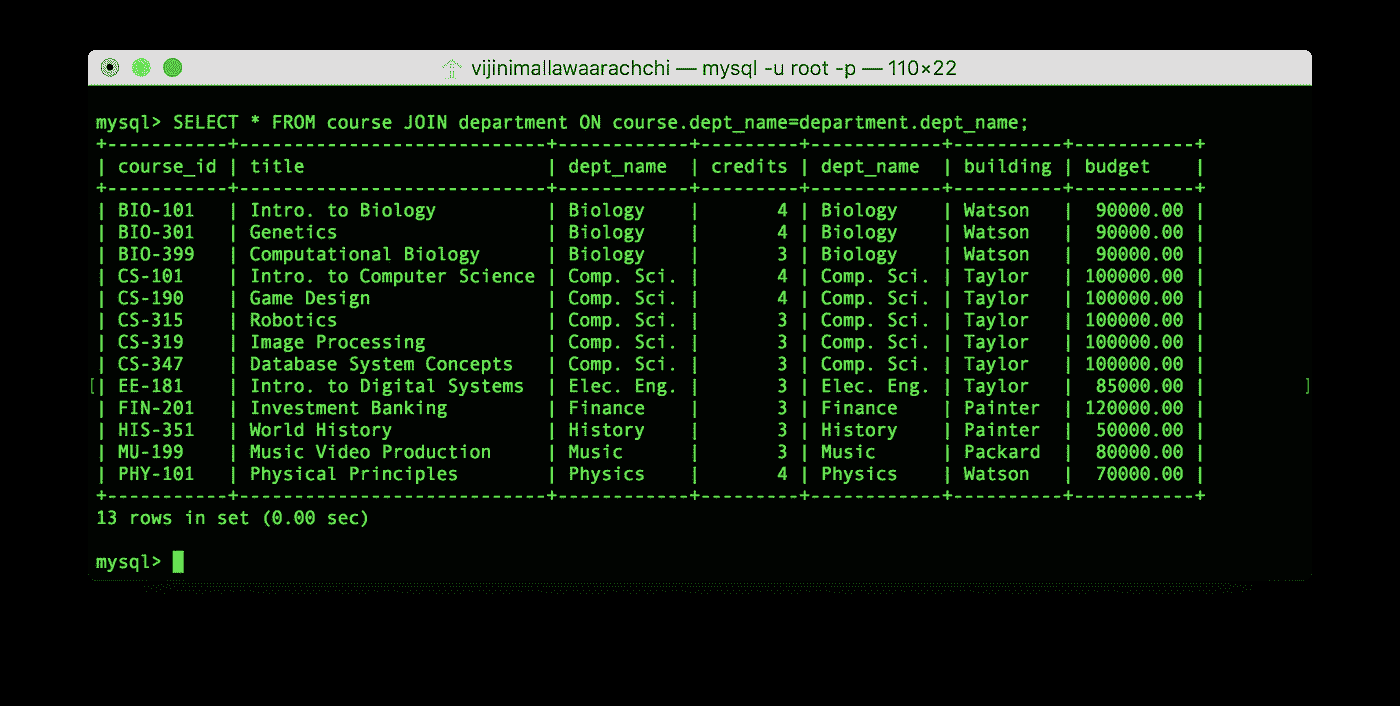 vijinimallawaarachchi — mysql -u root -p — 110×22
mysql> SELECT * FROM course JOIN department ON course.dept_name=department.dept_name;
+-----------+-----------------------------+------------+---------+------------+----------+-----------+
| course_id | title                       | dept_name  | credits | dept_name  | building | budget    |
+-----------+-----------------------------+------------+---------+------------+----------+-----------+
| BIO-101   | Intro. to Biology           | Biology    |       4 | Biology    | Watson   |  90000.00 |
| BIO-301   | Genetics                    | Biology    |       4 | Biology    | Watson   |  90000.00 |
| BIO-399   | Computational Biology       | Biology    |       3 | Biology    | Watson   |  90000.00 |
| CS-101    | Intro. to Computer Science | Comp. Sci. |       4 | Comp. Sci. | Taylor   | 100000.00 |
| CS-190    | Game Design                 | Comp. Sci. |       4 | Comp. Sci. | Taylor   | 100000.00 |
| CS-315    | Robotics                    | Comp. Sci. |       3 | Comp. Sci. | Taylor   | 100000.00 |
| CS-319    | Image Processing            | Comp. Sci. |       3 | Comp. Sci. | Taylor   | 100000.00 |
| CS-347    | Database System Concepts    | Comp. Sci. |       3 | Comp. Sci. | Taylor   | 100000.00 |
[| EE-181    | Intro. to Digital Systems   | Elec. Eng. |       3 | Elec. Eng. | Taylor   |  85000.00 | ]
| FIN-201   | Investment Banking          | Finance    |       3 | Finance    | Painter  | 120000.00 |
| HIS-351   | World History               | History    |       3 | History    | Painter  |  50000.00 |
| MU-199    | Music Video Production      | Music      |       3 | Music      | Packard  |  80000.00 |
| PHY-101   | Physical Principles         | Physics    |       4 | Physics    | Watson   |  70000.00 |
+-----------+-----------------------------+------------+---------+------------+----------+-----------+
13 rows in set (0.00 sec)
mysql>